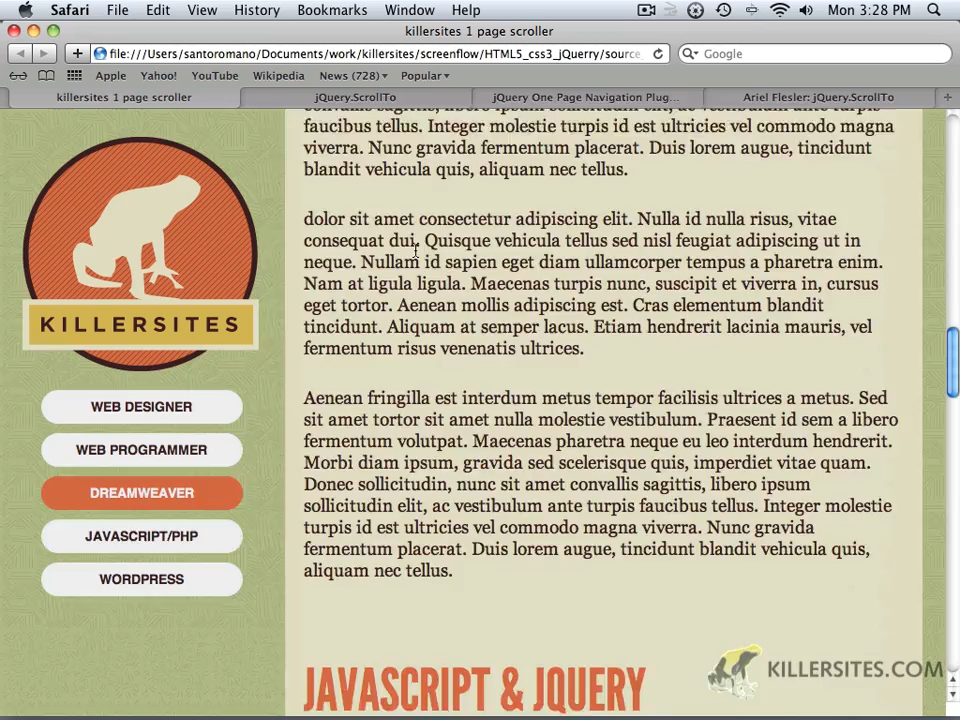 Safari File Edit View History Bookmarks Window Help Mon 3:28 PM
killersites 1 page scroller
file:///Users/santoromano/Documents/work/killersites/screenflow/HTML5_css3_jQuerry/source_ Google
Apple Yahoo! YouTube Wikipedia News (728) Popular
killersites 1 page scroller jQuery.ScrollTo jQuery One Page Navigation Plug... Ariel Flesler: jQuery.ScrollTo
KILLERSITES
WEB DESIGNER
WEB PROGRAMMER
DREAMWEAVER
JAVASCRIPT/PHP
WORDPRESS
convallis sagittis, libero ipsum sollicitudin elit, ac vestibulum ante turpis
faucibus tellus. Integer molestie turpis id est ultricies vel commodo magna
viverra. Nunc gravida fermentum placerat. Duis lorem augue, tincidunt
blandit vehicula quis, aliquam nec tellus.
dolor sit amet consectetur adipiscing elit. Nulla id nulla risus, vitae
consequat dui. Quisque vehicula tellus sed nisl feugiat adipiscing ut in
neque. Nullam id sapien eget diam ullamcorper tempus a pharetra enim.
Nam at ligula ligula. Maecenas turpis nunc, suscipit et viverra in, cursus
eget tortor. Aenean mollis adipiscing est. Cras elementum blandit
tincidunt. Aliquam at semper lacus. Etiam hendrerit lacinia mauris, vel
fermentum risus venenatis ultrices.
Aenean fringilla est interdum metus tempor facilisis ultrices a metus. Sed
sit amet tortor sit amet nulla molestie vestibulum. Praesent id sem a libero
fermentum volutpat. Maecenas pharetra neque eu leo interdum hendrerit.
Morbi diam ipsum, gravida sed scelerisque quis, imperdiet vitae quam.
Donec sollicitudin, nunc sit amet convallis sagittis, libero ipsum
sollicitudin elit, ac vestibulum ante turpis faucibus tellus. Integer molestie
turpis id est ultricies vel commodo magna viverra. Nunc gravida
fermentum placerat. Duis lorem augue, tincidunt blandit vehicula quis,
aliquam nec tellus.
JAVASCRIPT & JQUERY
KILLERSITES.COM